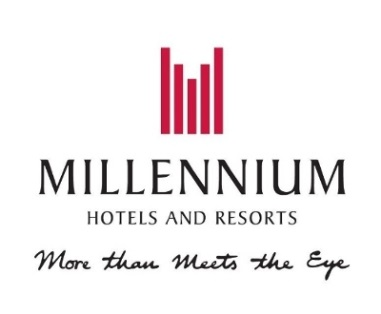 MILLENNIUM
HOTELS AND RESORTS
More than Meets the Eye